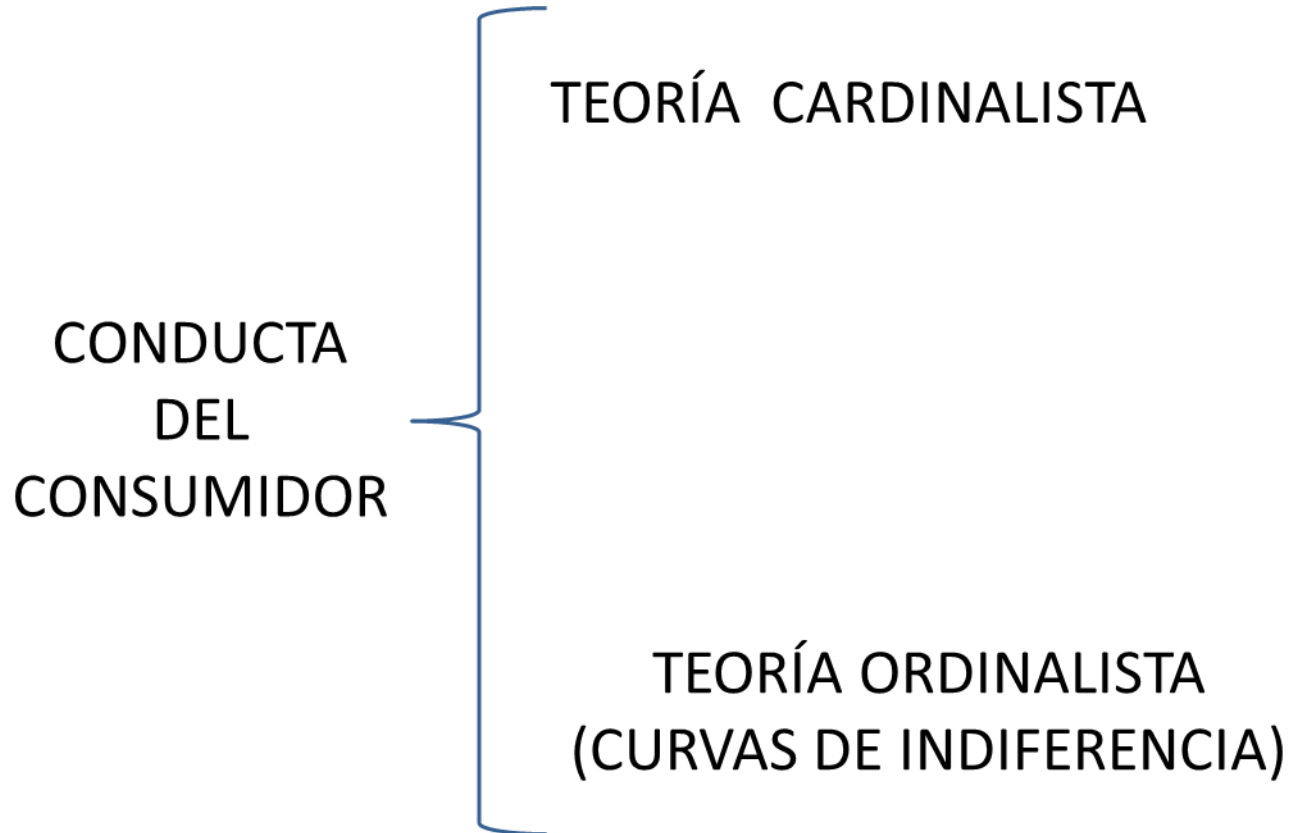 TEORÍA CARDINALISTA
CONDUCTA
DEL
CONSUMIDOR
TEORÍA ORDINALISTA
(CURVAS DE INDIFERENCIA)